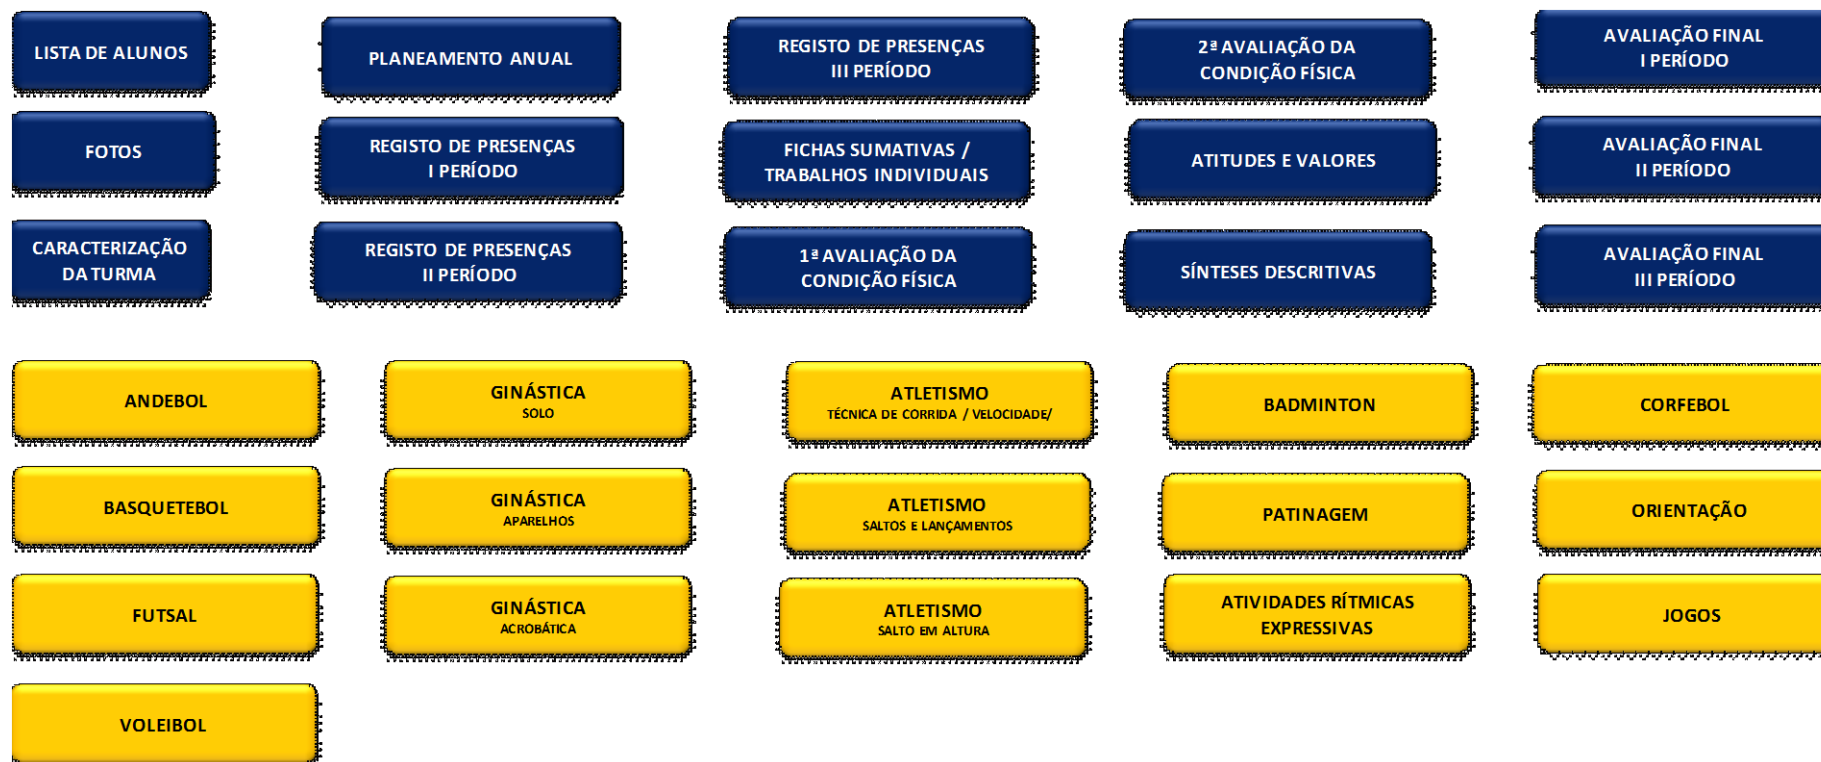 LISTA DE ALUNOS
PLANEAMENTO ANUAL
REGISTO DE PRESENÇAS
III PERÍODO
2ª AVALIAÇÃO DA
CONDIÇÃO FÍSICA
AVALIAÇÃO FINAL
I PERÍODO
FOTOS
REGISTO DE PRESENÇAS
I PERÍODO
FICHAS SUMATIVAS /
TRABALHOS INDIVIDUAIS
ATITUDES E VALORES
AVALIAÇÃO FINAL
II PERÍODO
CARACTERIZAÇÃO
DA TURMA
REGISTO DE PRESENÇAS
II PERÍODO
1ª AVALIAÇÃO DA
CONDIÇÃO FÍSICA
SÍNTESES DESCRITIVAS
AVALIAÇÃO FINAL
III PERÍODO
ANDEBOL
GINÁSTICA
SOLO
ATLETISMO
TÉCNICA DE CORRIDA / VELOCIDADE/
BADMINTON
CORFEBOL
BASQUETEBOL
GINÁSTICA
APARELHOS
ATLETISMO
SALTOS E LANÇAMENTOS
PATINAGEM
ORIENTAÇÃO
FUTSAL
GINÁSTICA
ACROBÁTICA
ATLETISMO
SALTO EM ALTURA
ATIVIDADES RÍTMICAS
EXPRESSIVAS
JOGOS
VOLEIBOL